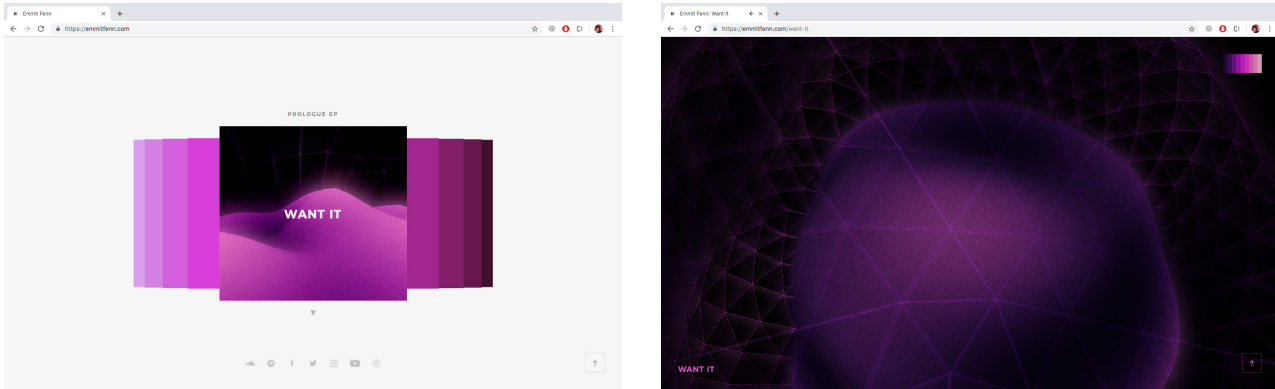 Emmit Fenn
https://emmitfenn.com
PROLOGUE EP
WANT IT
?
Emmit Fenn: Want It
https://emmitfenn.com/want-it
WANT IT
?